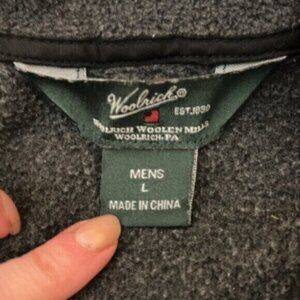 Woolrich®
EST.1830
WOOLRICH WOOLEN MILLS
WOOLRICH, PA
MENS
L
MADE IN CHINA